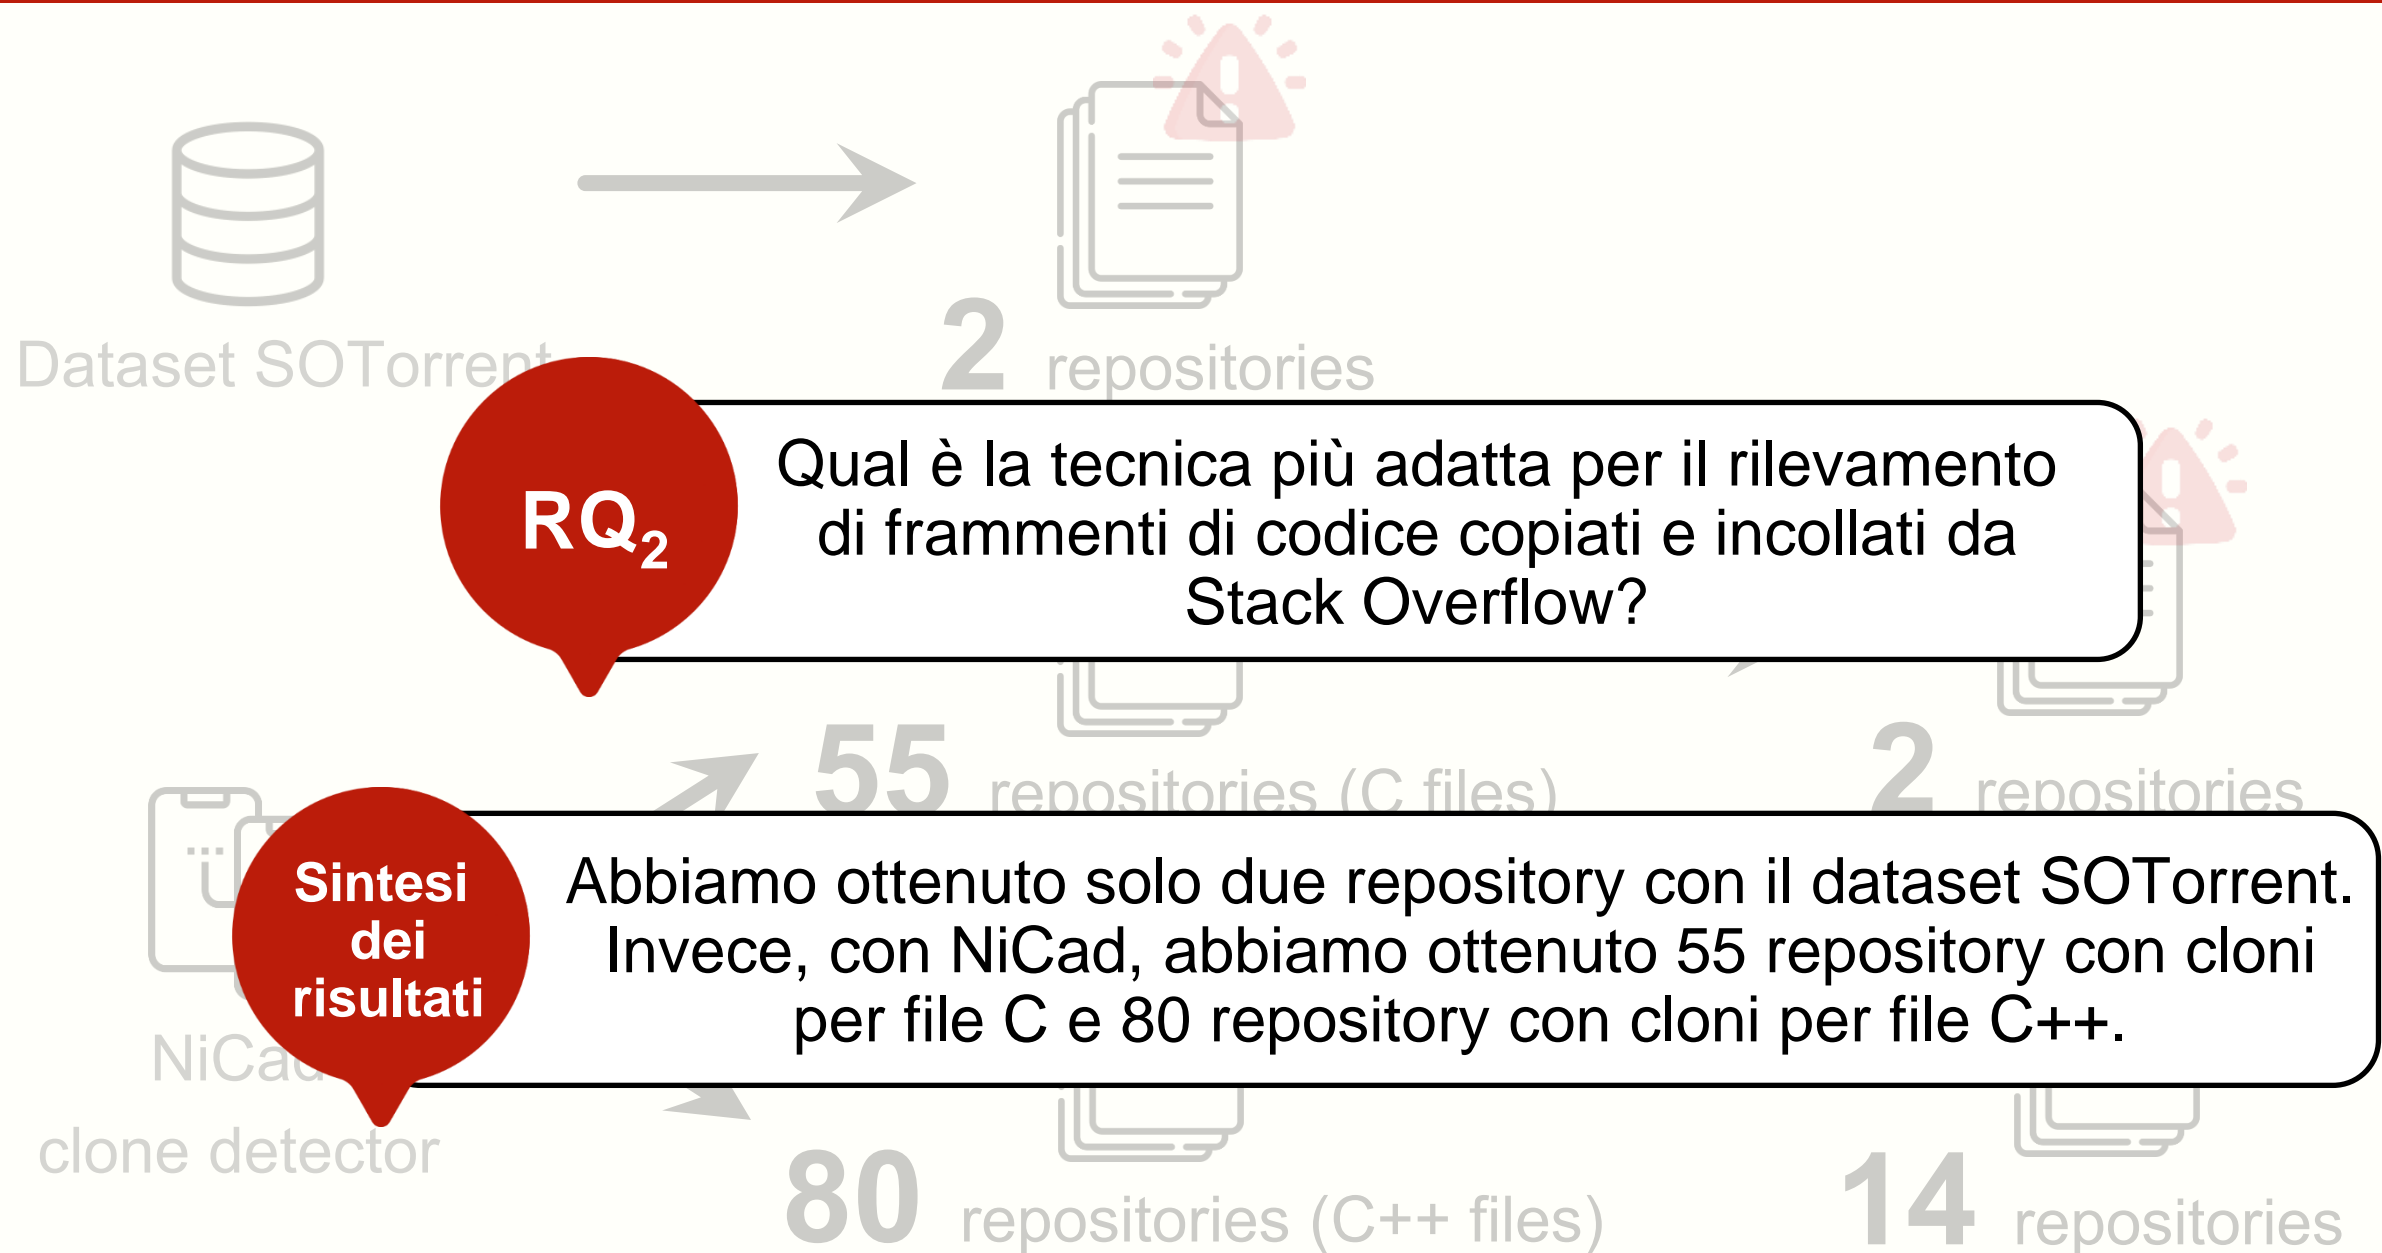 Dataset SOTorrent
2 repositories
RQ2
Qual è la tecnica più adatta per il rilevamento
di frammenti di codice copiati e incollati da
Stack Overflow?
55 repositories (C files)
2 repositories
Sintesi
dei
risultati
Abbiamo ottenuto solo due repository con il dataset SOTorrent.
Invece, con NiCad, abbiamo ottenuto 55 repository con cloni
per file C e 80 repository con cloni per file C++.
NiCad
clone detector
80 repositories (C++ files)
14 repositories